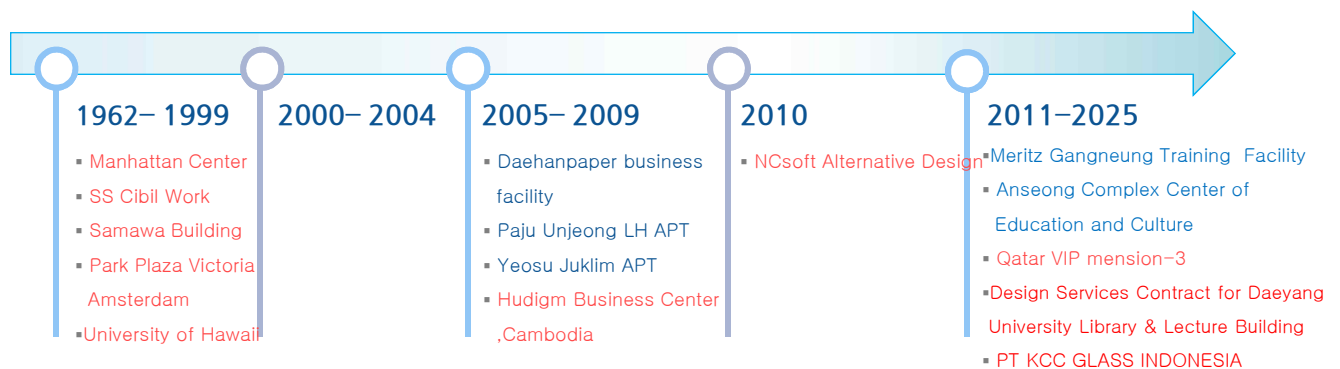 1962– 1999
▪ Manhattan Center
▪ SS Cibil Work
▪ Samawa Building
▪ Park Plaza Victoria
Amsterdam
▪University of Hawaii
2000– 2004
2005– 2009
▪ Daehanpaper business
facility
▪ Paju Unjeong LH APT
▪ Yeosu Juklim APT
▪ Hudigm Business Center
,Cambodia
2010
▪ NCsoft Alternative Design
2011–2025
▪Meritz Gangneung Training  Facility
▪ Anseong Complex Center of
Education and Culture
▪ Qatar VIP mension-3
▪Design Services Contract for Daeyang
University Library & Lecture Building
▪ PT KCC GLASS INDONESIA